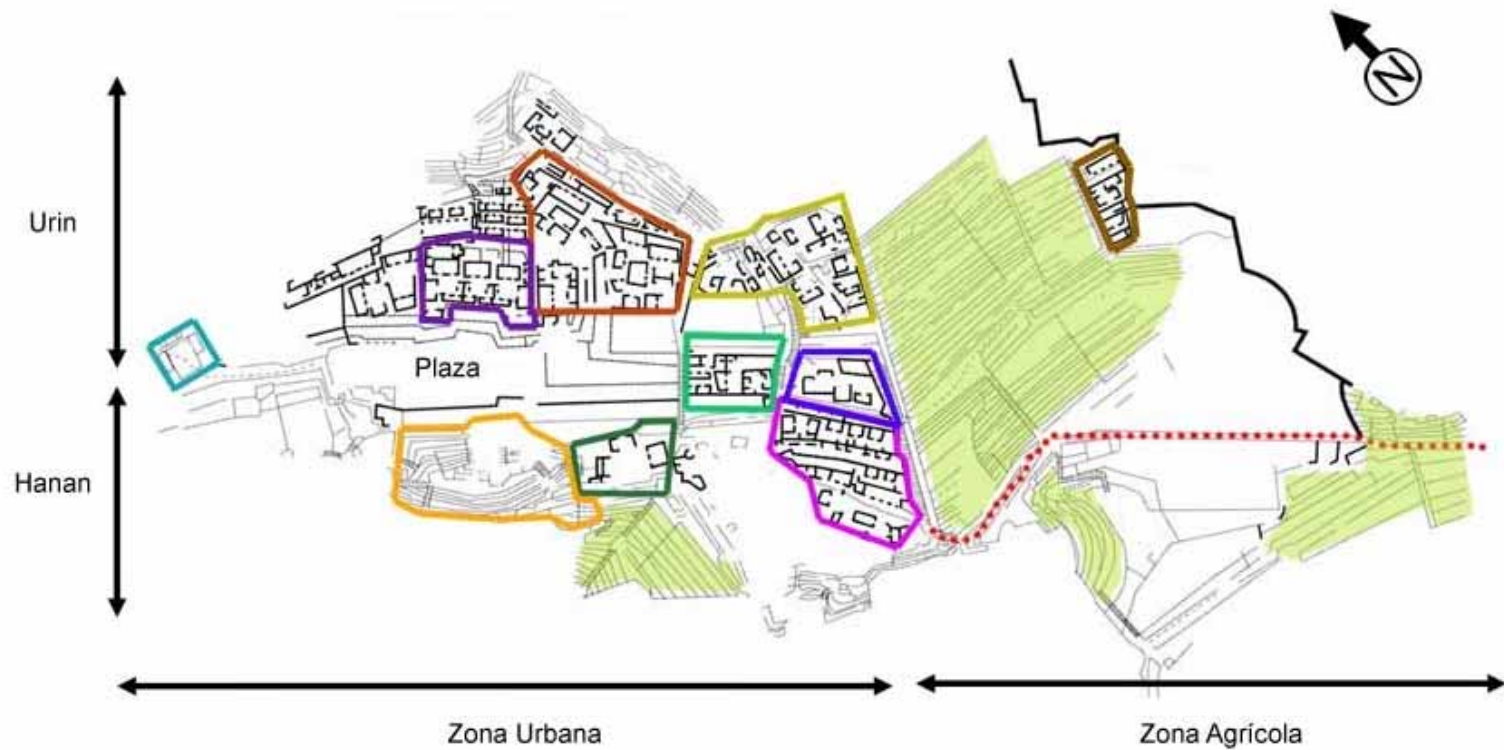 N
Urin
Plaza
Hanan
Zona Urbana
Zona Agrícola